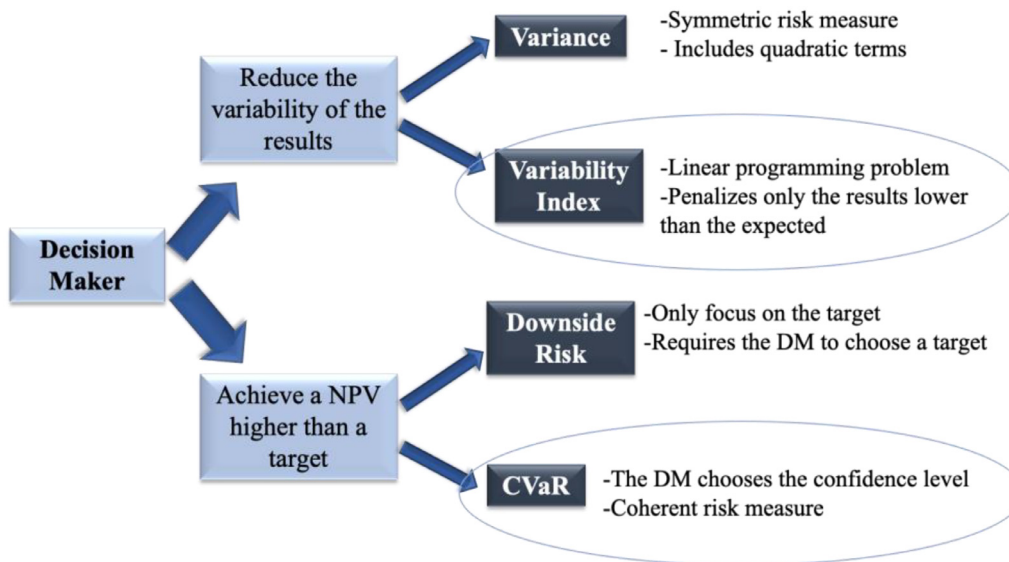 Variance
-Symmetric risk measure
- Includes quadratic terms
Reduce the
variability of the
results
Variability
Index
-Linear programming problem
-Penalizes only the results lower
than the expected
Decision
Maker
Downside
Risk
-Only focus on the target
-Requires the DM to choose a target
Achieve a NPV
higher than a
target
CVaR
-The DM chooses the confidence level
-Coherent risk measure